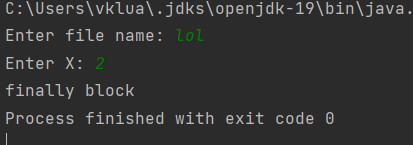 C:\Users\vklua\.jdks\openjdk-19\bin\java.
Enter file name: lol
Enter X: 2
finally block
Process finished with exit code 0